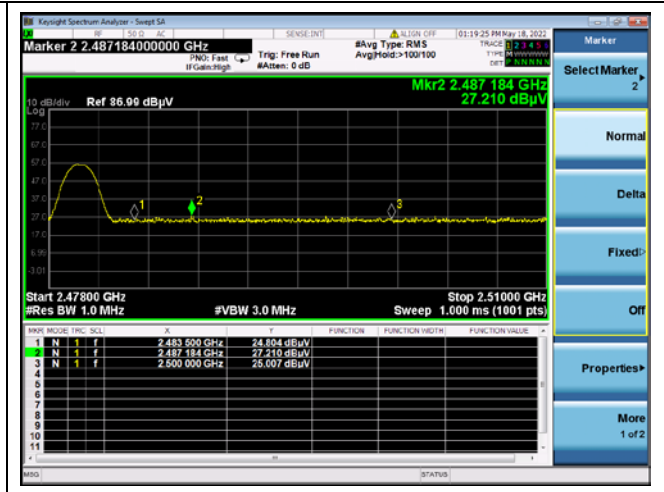 Keysight Spectrum Analyzer - Swept SA
RF 50 Ω AC SENSE:INT ALIGN OFF 01:19:25 PM May 18, 2022
Marker 2 2.487184000000 GHz
PNO: Fast
IFGain:High
Trig: Free Run
#Atten: 0 dB
#Avg Type: RMS
Avg|Hold:>100/100
TRACE 1 2 3 4 5 6
TYPE M WWWWW
DET P N N N N N
Mkr2 2.487 184 GHz
27.210 dBµV
10 dB/div Ref 86.99 dBµV
Log
77.0
67.0
57.0
47.0
37.0
27.0
17.0
6.99
-3.01
1
2
3
Start 2.47800 GHz Stop 2.51000 GHz
#Res BW 1.0 MHz #VBW 3.0 MHz Sweep 1.000 ms (1001 pts)
MKR MODE TRC SCL X Y FUNCTION FUNCTION WIDTH FUNCTION VALUE
1 N 1 f 2.483 500 GHz 24.804 dBµV
2 N 1 f 2.487 184 GHz 27.210 dBµV
3 N 1 f 2.500 000 GHz 25.007 dBµV
4
5
6
7
8
9
10
11
MSG STATUS
Marker
Select Marker
2
Normal
Delta
Fixed
Off
Properties
More
1 of 2